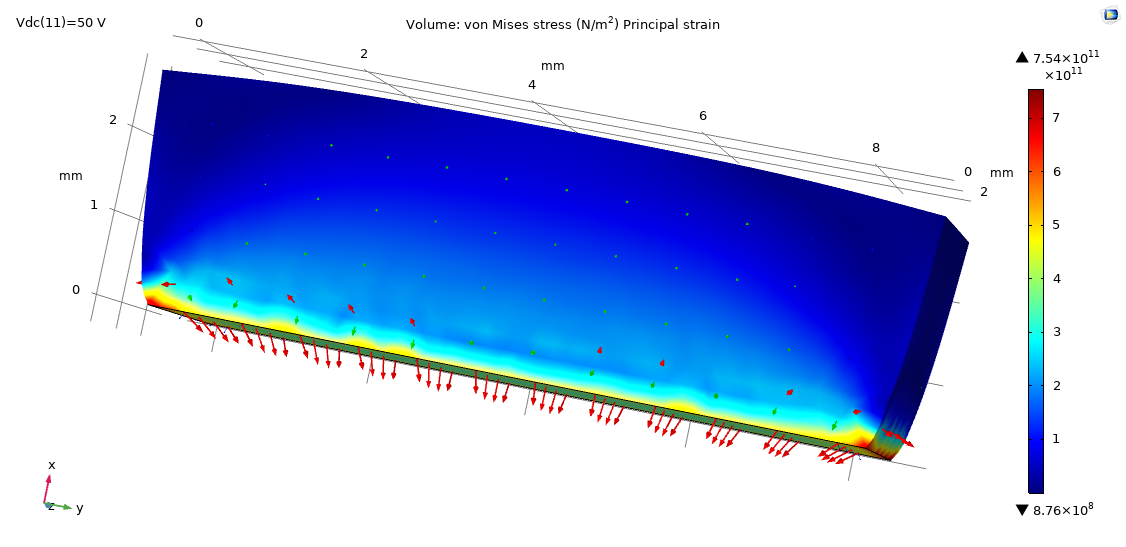 Vdc(11)=50 V
Volume: von Mises stress (N/m²) Principal strain
0
2
mm
4
6
8
0
mm
2
2
mm
1
0
▲ 7.54×10¹¹
×10¹¹
7
6
5
4
3
2
1
▼ 8.76×10⁸
x
z
y